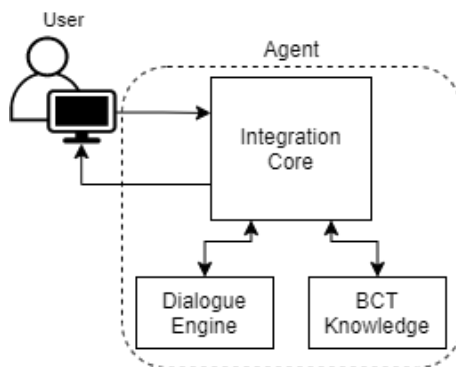 User
Agent
Integration
Core
Dialogue
Engine
BCT
Knowledge